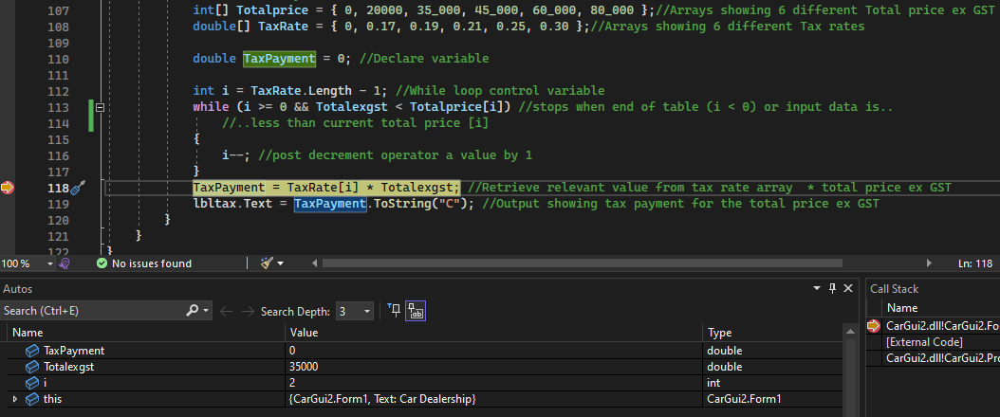 107 int[] Totalprice = { 0, 20000, 35_000, 45_000, 60_000, 80_000 };//Arrays showing 6 different Total price ex GST
108 double[] TaxRate = { 0, 0.17, 0.19, 0.21, 0.25, 0.30 };//Arrays showing 6 different Tax rates
109
110 double TaxPayment = 0; //Declare variable
111
112 int i = TaxRate.Length - 1; //While loop control variable
113 while (i >= 0 && Totalexgst < Totalprice[i]) //stops when end of table (i < 0) or input data is..
114 //..less than current total price [i]
115 {
116 i--; //post decrement operator a value by 1
117 }
118 TaxPayment = TaxRate[i] * Totalexgst; //Retrieve relevant value from tax rate array  * total price ex GST
119 lbltax.Text = TaxPayment.ToString("C"); //Output showing tax payment for the total price ex GST
120 }
121 }
122 }
100 % No issues found Ln: 118
Autos
Call Stack
Search (Ctrl+E) Search Depth: 3
Name
Name Value Type
CarGui2.dll!CarGui2.Fo
TaxPayment 0 double
[External Code]
Totalexgst 35000 double
CarGui2.dll!CarGui2.Pro
i 2 int
this {CarGui2.Form1, Text: Car Dealership} CarGui2.Form1